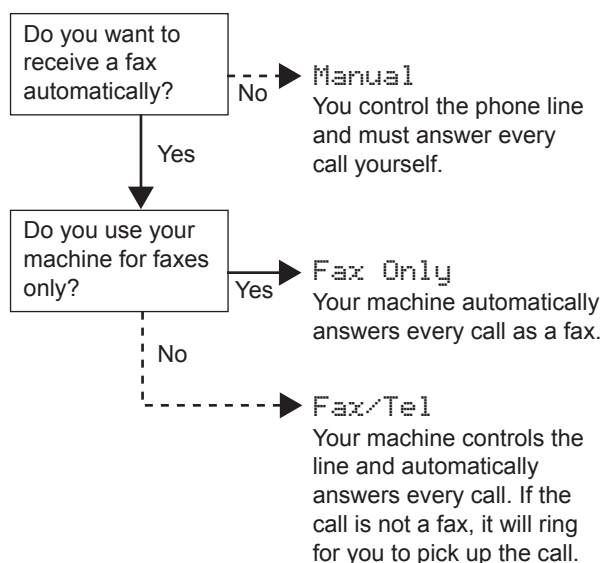 Do you want to
receive a fax
automatically?
No
Manual
You control the phone line
and must answer every
call yourself.
Yes
Do you use your
machine for faxes
only?
Yes
Fax Only
Your machine automatically
answers every call as a fax.
No
Fax/Tel
Your machine controls the
line and automatically
answers every call. If the
call is not a fax, it will ring
for you to pick up the call.